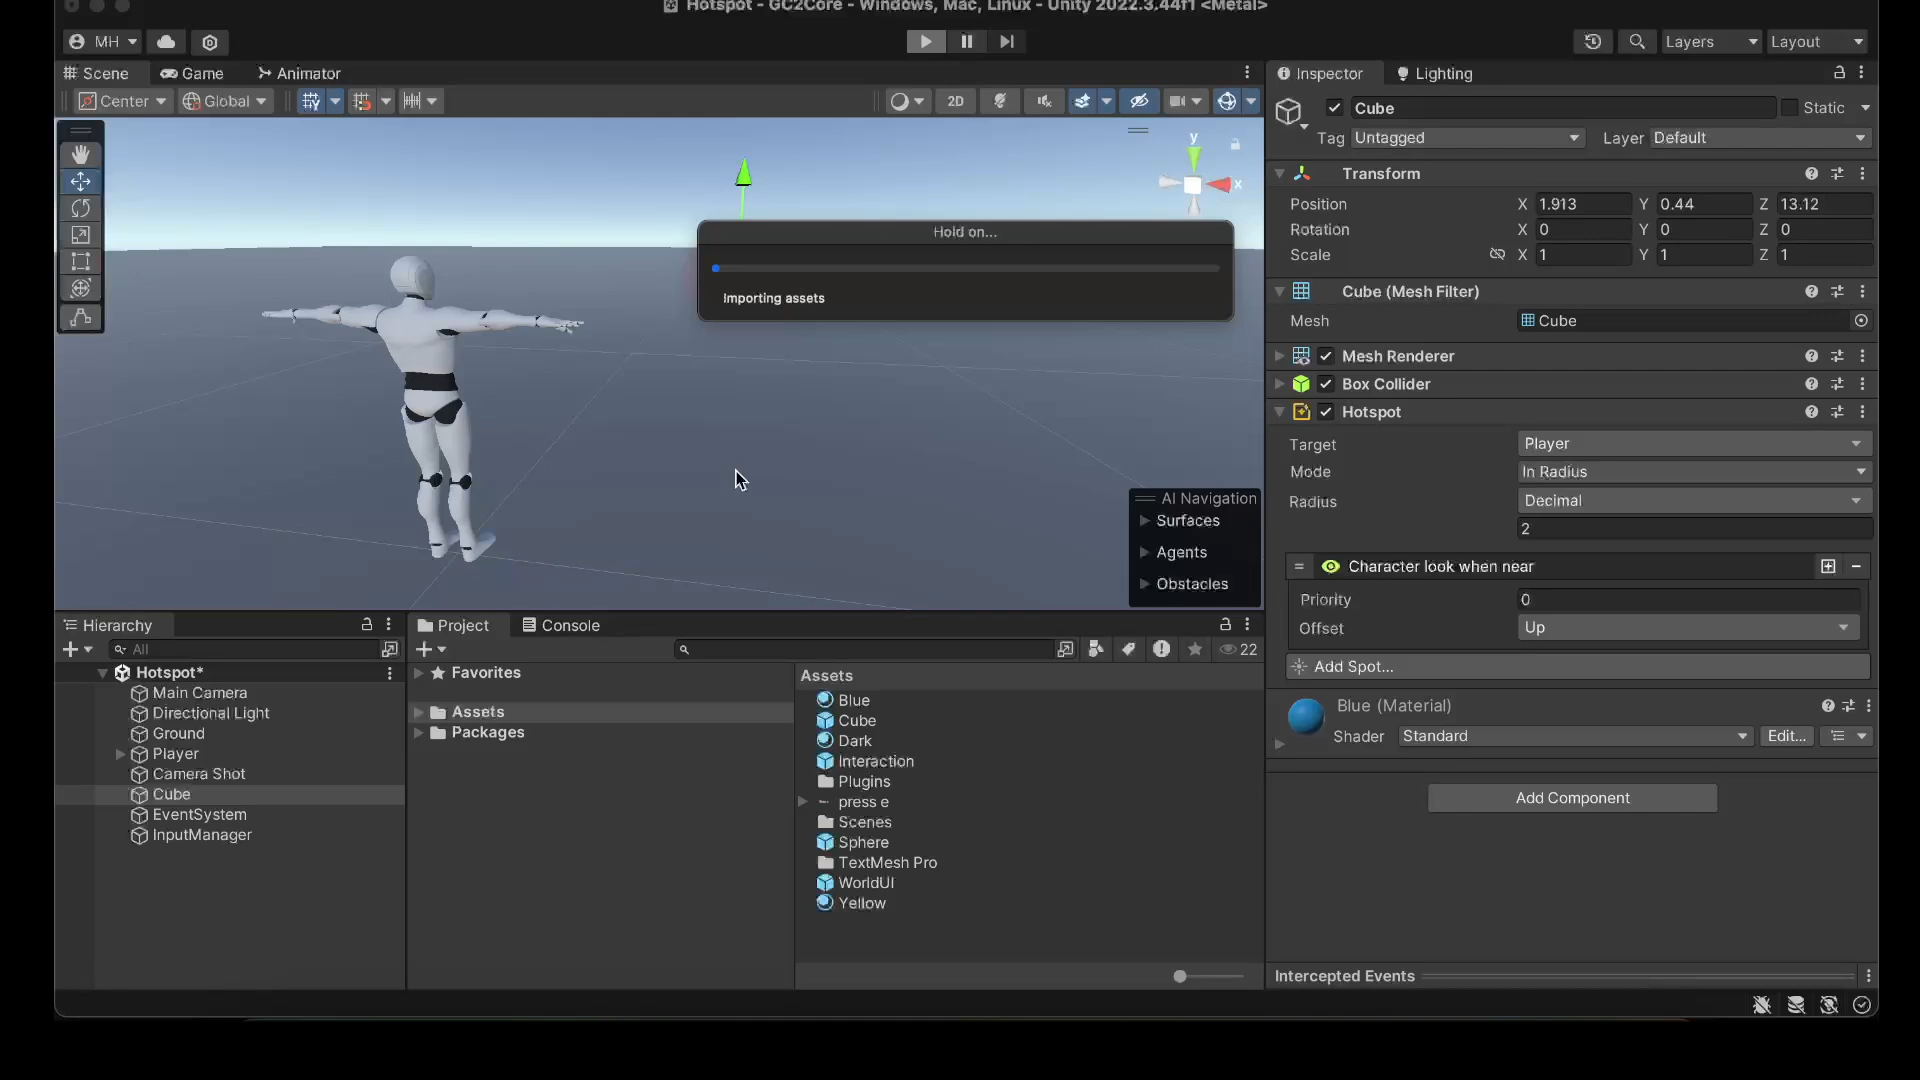 Hotspot - GC2Core - Windows, Mac, Linux - Unity 2022.3.44f1 <Metal>
MH
Layers
Layout
Scene
Game
Animator
Center
Global
2D
y
x
Hold on...
Importing assets
AI Navigation
Surfaces
Agents
Obstacles
Hierarchy
All
Hotspot*
Main Camera
Directional Light
Ground
Player
Camera Shot
Cube
EventSystem
InputManager
Project
Console
22
Favorites
Assets
Packages
Assets
Blue
Cube
Dark
Interaction
Plugins
press e
Scenes
Sphere
TextMesh Pro
WorldUI
Yellow
Inspector
Lighting
Cube
Static
Tag Untagged Layer Default
Transform
Position X 1.913 Y 0.44 Z 13.12
Rotation X 0 Y 0 Z 0
Scale X 1 Y 1 Z 1
Cube (Mesh Filter)
Mesh Cube
Mesh Renderer
Box Collider
Hotspot
Target Player
Mode In Radius
Radius Decimal
2
Character look when near
Priority 0
Offset Up
Add Spot...
Blue (Material)
Shader Standard Edit...
Add Component
Intercepted Events